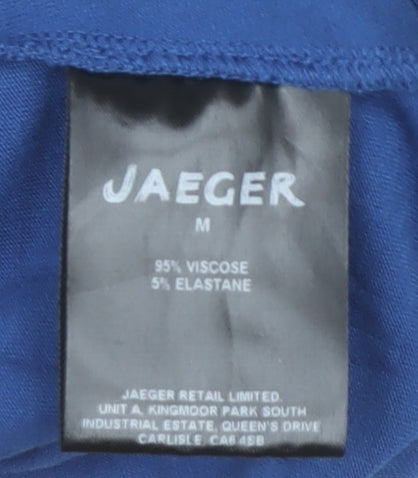 JAEGER
M
95% VISCOSE
5% ELASTANE
JAEGER RETAIL LIMITED.
UNIT A, KINGMOOR PARK SOUTH
INDUSTRIAL ESTATE, QUEEN'S DRIVE
CARLISLE, CA6 4SB